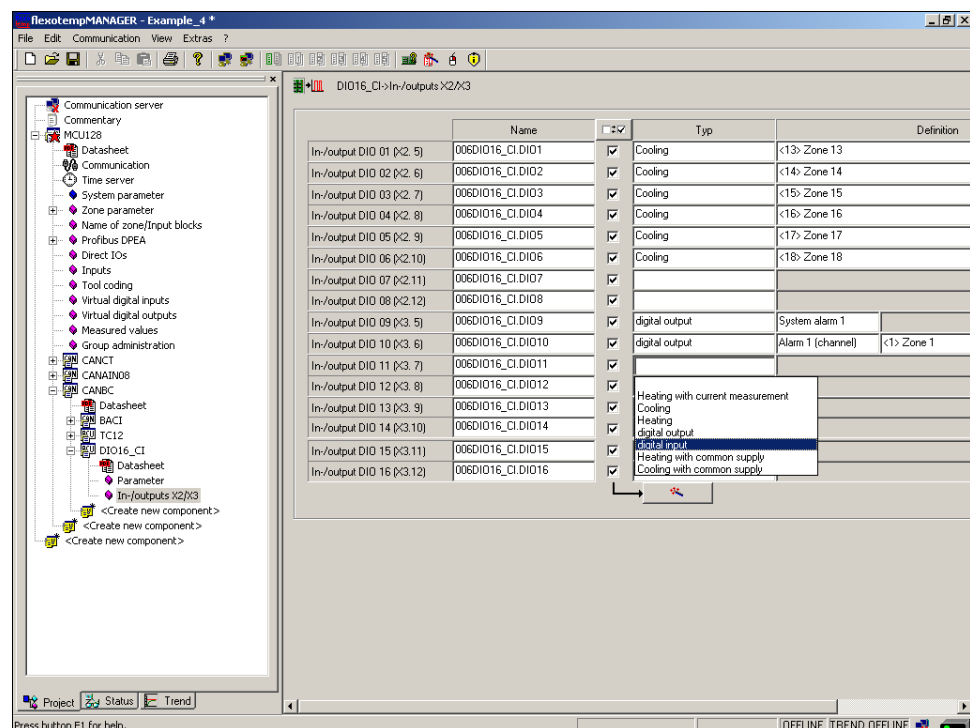 flexotempMANAGER - Example_4 *
File Edit Communication View Extras ?
DIO16_CI->In-/outputs X2/X3
Communication server
Commentary
MCU128
Datasheet
Communication
Time server
System parameter
Zone parameter
Name of zone/Input blocks
Profibus DPEA
Direct IOs
Inputs
Tool coding
Virtual digital inputs
Virtual digital outputs
Measured values
Group administration
CANCT
CANAIN08
CANBC
Datasheet
BACI
TC12
DIO16_CI
Datasheet
Parameter
In-/outputs X2/X3
<Create new component>
<Create new component>
<Create new component>
Name Typ Definition
In-/output DIO 01 (X2. 5) 006DIO16_CI.DIO1 Cooling <13> Zone 13
In-/output DIO 02 (X2. 6) 006DIO16_CI.DIO2 Cooling <14> Zone 14
In-/output DIO 03 (X2. 7) 006DIO16_CI.DIO3 Cooling <15> Zone 15
In-/output DIO 04 (X2. 8) 006DIO16_CI.DIO4 Cooling <16> Zone 16
In-/output DIO 05 (X2. 9) 006DIO16_CI.DIO5 Cooling <17> Zone 17
In-/output DIO 06 (X2.10) 006DIO16_CI.DIO6 Cooling <18> Zone 18
In-/output DIO 07 (X2.11) 006DIO16_CI.DIO7
In-/output DIO 08 (X2.12) 006DIO16_CI.DIO8
In-/output DIO 09 (X3. 5) 006DIO16_CI.DIO9 digital output System alarm 1
In-/output DIO 10 (X3. 6) 006DIO16_CI.DIO10 digital output Alarm 1 (channel) <1> Zone 1
In-/output DIO 11 (X3. 7) 006DIO16_CI.DIO11
In-/output DIO 12 (X3. 8) 006DIO16_CI.DIO12
In-/output DIO 13 (X3. 9) 006DIO16_CI.DIO13
In-/output DIO 14 (X3.10) 006DIO16_CI.DIO14
In-/output DIO 15 (X3.11) 006DIO16_CI.DIO15
In-/output DIO 16 (X3.12) 006DIO16_CI.DIO16
Heating with current measurement
Cooling
Heating
digital output
digital input
Heating with common supply
Cooling with common supply
Project Status Trend
Press button F1 for help. OFFLINE TREND OFFLINE